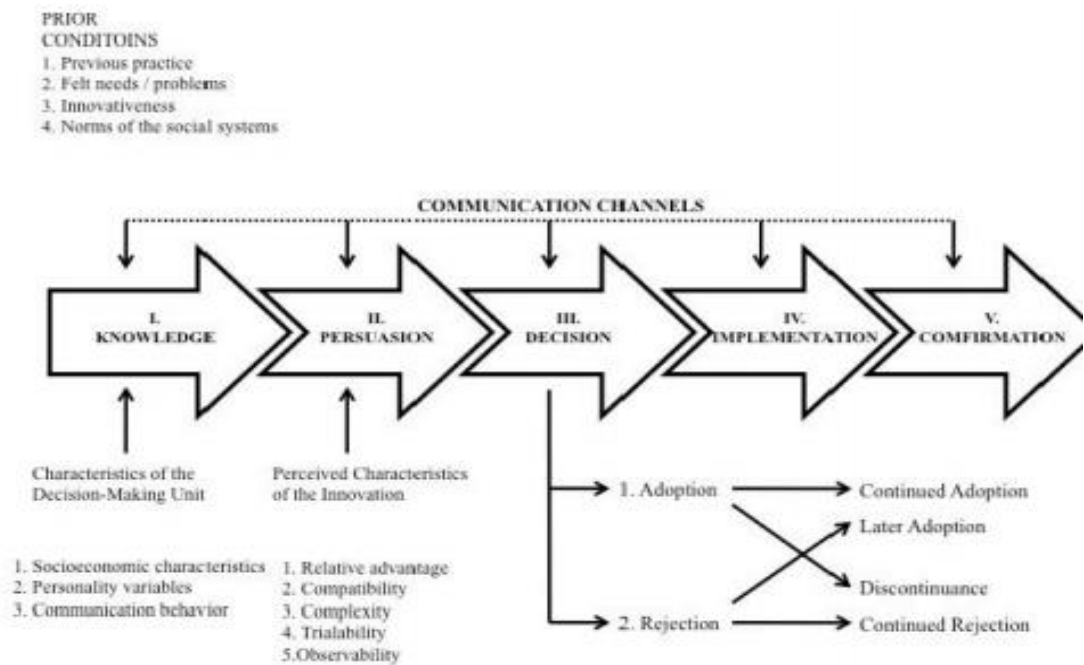 PRIOR
CONDITOINS
1. Previous practice
2. Felt needs / problems
3. Innovativeness
4. Norms of the social systems
COMMUNICATION CHANNELS
I.
KNOWLEDGE
II.
PERSUASION
III.
DECISION
IV.
IMPLEMENTATION
V.
COMFIRMATION
Characteristics of the
Decision-Making Unit
Perceived Characteristics
of the Innovation
1. Socioeconomic characteristics
2. Personality variables
3. Communication behavior
1. Relative advantage
2. Compatibility
3. Complexity
4. Trialability
5.Observability
1. Adoption
Continued Adoption
Later Adoption
Discontinuance
2. Rejection
Continued Rejection